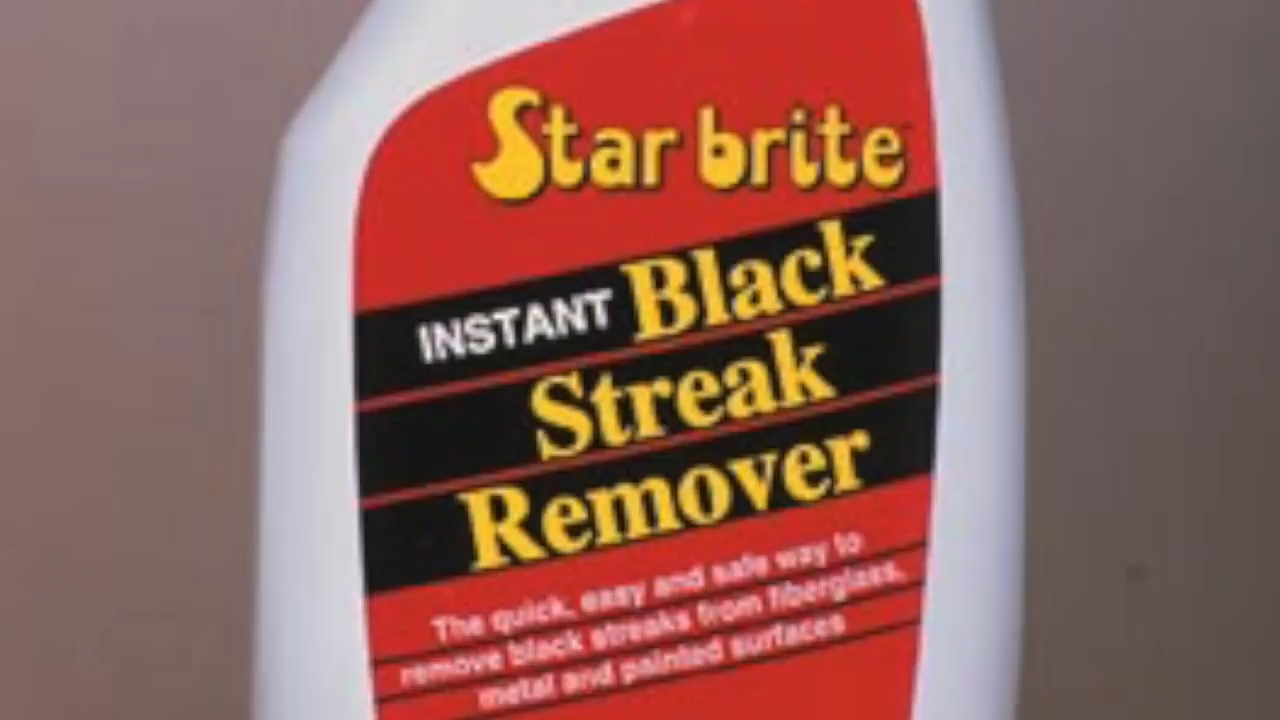 Star brite
INSTANT Black
Streak
Remover
The quick, easy and safe way to
remove black streaks from fiberglass,
metal and painted surfaces